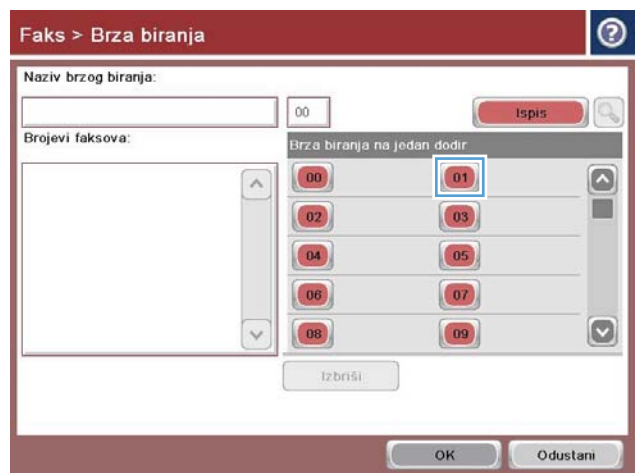 Faks > Brza biranja
?
Naziv brzog biranja:
00
Ispis
Brojevi faksova:
Brza biranja na jedan dodir
00 01
02 03
04 05
06 07
08 09
Izbriši
OK Odustani